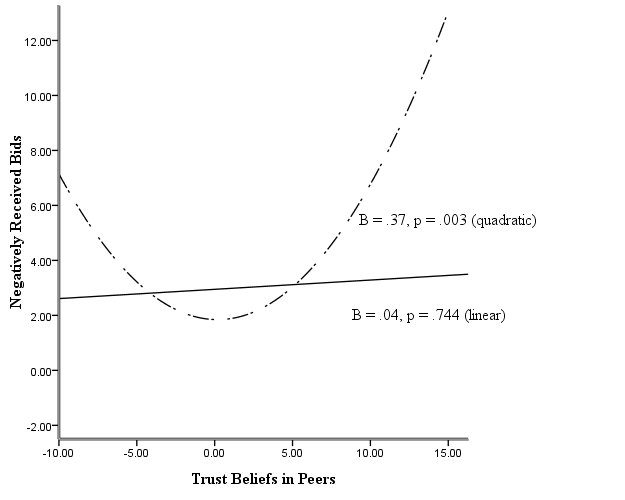 12.00
10.00
8.00
6.00
4.00
2.00
0.00
-2.00
Negatively Received Bids
B = .37, p = .003 (quadratic)
B = .04, p = .744 (linear)
-10.00 -5.00 0.00 5.00 10.00 15.00
Trust Beliefs in Peers